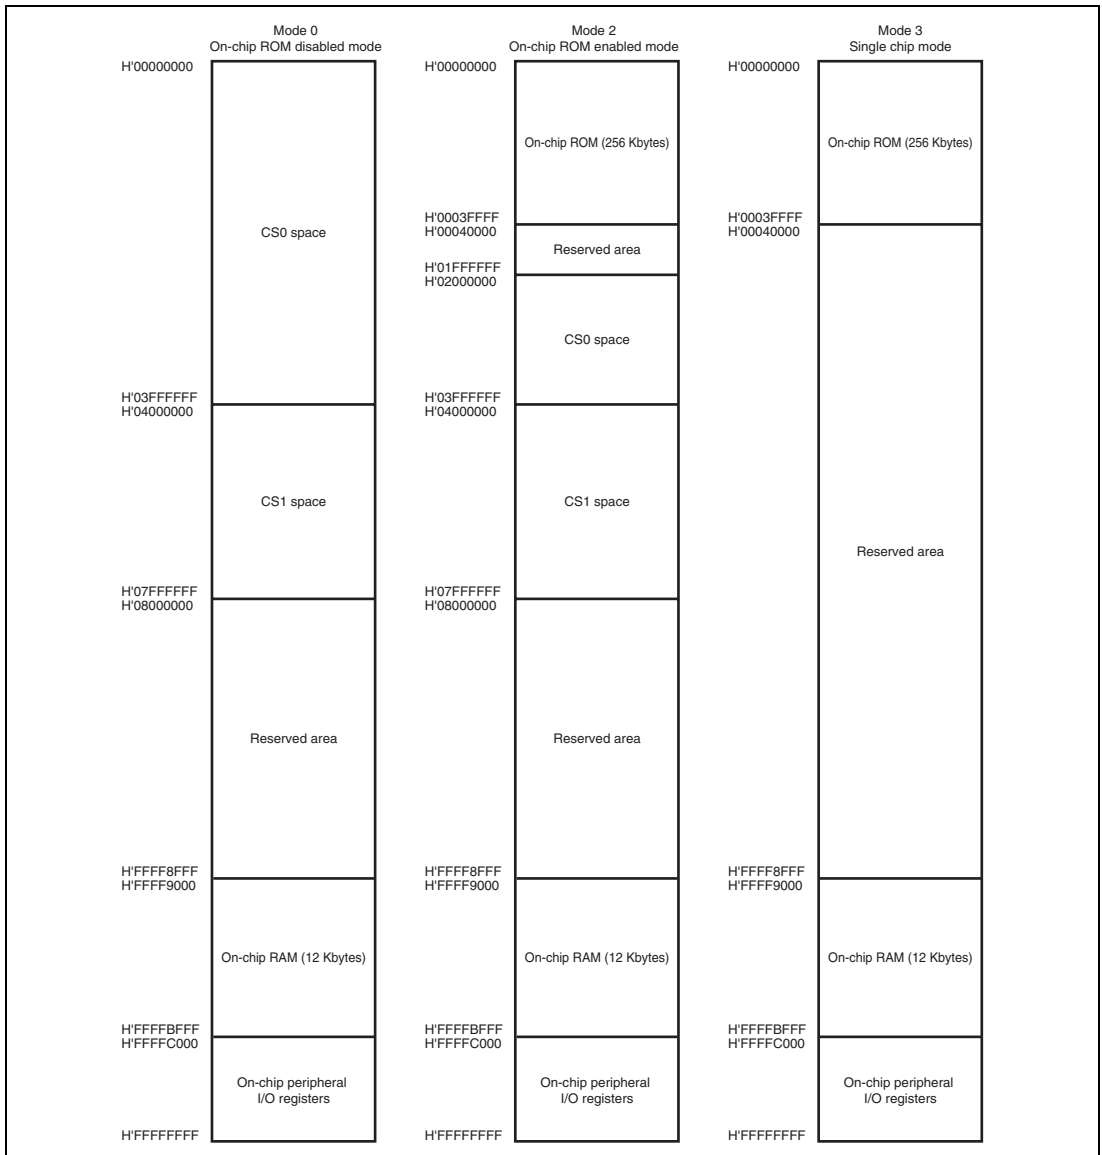 Mode 0
On-chip ROM disabled mode
H'00000000
CS0 space
H'03FFFFFF
H'04000000
CS1 space
H'07FFFFFF
H'08000000
Reserved area
H'FFFF8FFF
H'FFFF9000
On-chip RAM (12 Kbytes)
H'FFFFBFFF
H'FFFFC000
On-chip peripheral
I/O registers
H'FFFFFFFF
Mode 2
On-chip ROM enabled mode
H'00000000
On-chip ROM (256 Kbytes)
H'0003FFFF
H'00040000
Reserved area
H'01FFFFFF
H'02000000
CS0 space
H'03FFFFFF
H'04000000
CS1 space
H'07FFFFFF
H'08000000
Reserved area
H'FFFF8FFF
H'FFFF9000
On-chip RAM (12 Kbytes)
H'FFFFBFFF
H'FFFFC000
On-chip peripheral
I/O registers
H'FFFFFFFF
Mode 3
Single chip mode
H'00000000
On-chip ROM (256 Kbytes)
H'0003FFFF
H'00040000
Reserved area
H'FFFF8FFF
H'FFFF9000
On-chip RAM (12 Kbytes)
H'FFFFBFFF
H'FFFFC000
On-chip peripheral
I/O registers
H'FFFFFFFF